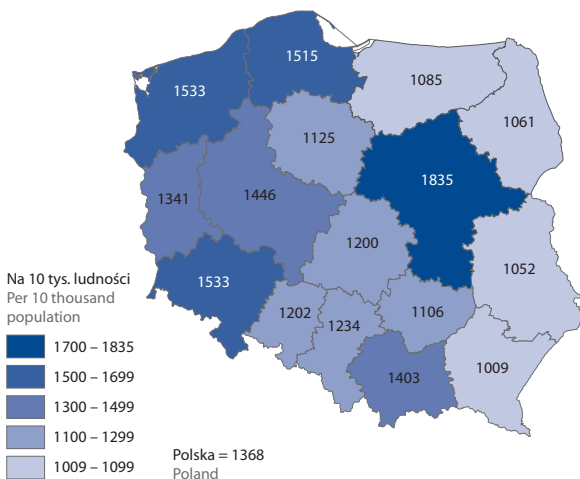 1515
1533
1085
1061
1125
1835
1341
1446
1200
1052
1533
1202
1234
1106
1403
1009
Na 10 tys. ludności
Per 10 thousand
population
1700 – 1835
1500 – 1699
1300 – 1499
1100 – 1299
1009 – 1099
Polska = 1368
Poland